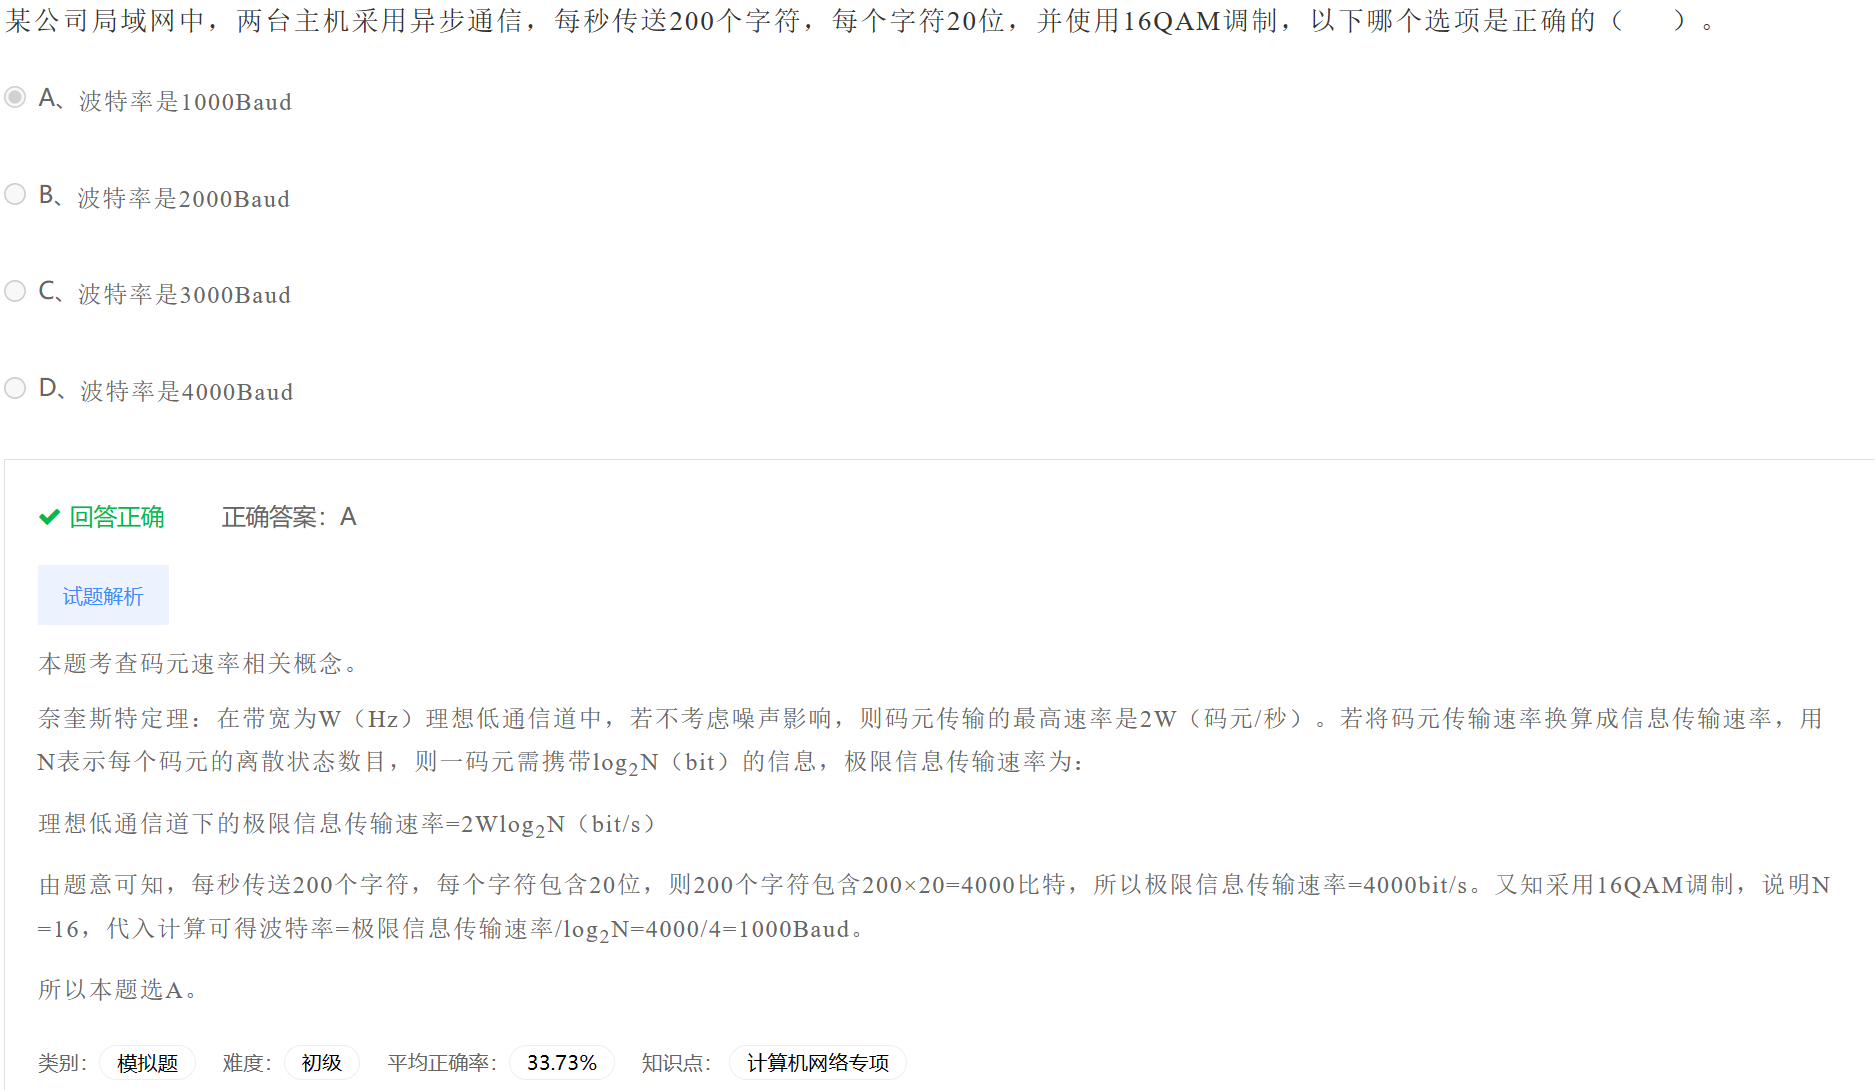 某公司局域网中，两台主机采用异步通信，每秒传送200个字符，每个字符20位，并使用16QAM调制，以下哪个选项是正确的（　　）。
A、波特率是1000Baud
B、波特率是2000Baud
C、波特率是3000Baud
D、波特率是4000Baud
回答正确　正确答案：A
试题解析
本题考查码元速率相关概念。
奈奎斯特定理：在带宽为W（Hz）理想低通信道中，若不考虑噪声影响，则码元传输的最高速率是2W（码元/秒）。若将码元传输速率换算成信息传输速率，用
N表示每个码元的离散状态数目，则一码元需携带log₂N（bit）的信息，极限信息传输速率为：
理想低通信道下的极限信息传输速率=2Wlog₂N（bit/s）
由题意可知，每秒传送200个字符，每个字符包含20位，则200个字符包含200×20=4000比特，所以极限信息传输速率=4000bit/s。又知采用16QAM调制，说明N
=16，代入计算可得波特率=极限信息传输速率/log₂N=4000/4=1000Baud。
所以本题选A。
类别：模拟题　难度：初级　平均正确率：33.73%　知识点：计算机网络专项